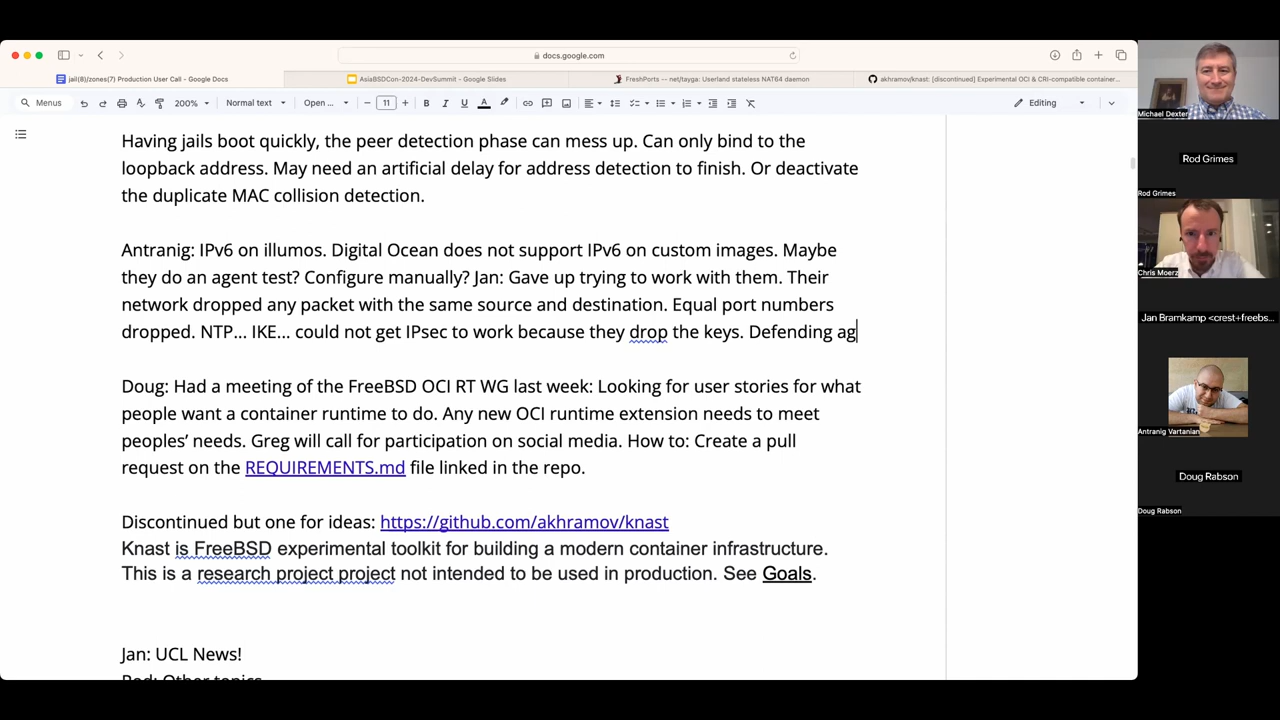 docs.google.com
jail(8)/zones(7) Production User Call - Google Docs
AsiaBSDCon-2024-DevSummit - Google Slides
FreshPorts -- net/tayga: Userland stateless NAT64 daemon
akhramov/knast: [discontinued] Experimental OCI & CRI-compatible container...
Menus
200%
Normal text
Open ...
11
Editing
Having jails boot quickly, the peer detection phase can mess up. Can only bind to the
loopback address. May need an artificial delay for address detection to finish. Or deactivate
the duplicate MAC collision detection.
Antranig: IPv6 on illumos. Digital Ocean does not support IPv6 on custom images. Maybe
they do an agent test? Configure manually? Jan: Gave up trying to work with them. Their
network dropped any packet with the same source and destination. Equal port numbers
dropped. NTP... IKE... could not get IPsec to work because they drop the keys. Defending ag
Doug: Had a meeting of the FreeBSD OCI RT WG last week: Looking for user stories for what
people want a container runtime to do. Any new OCI runtime extension needs to meet
peoples’ needs. Greg will call for participation on social media. How to: Create a pull
request on the REQUIREMENTS.md file linked in the repo.
Discontinued but one for ideas: https://github.com/akhramov/knast
Knast is FreeBSD experimental toolkit for building a modern container infrastructure.
This is a research project project not intended to be used in production. See Goals.
Jan: UCL News!
Rod: Other topics
Michael Dexter
Rod Grimes
Rod Grimes
Chris Moerz
Jan Bramkamp <crest+freebs...
Antranig Vartanian
Doug Rabson
Doug Rabson